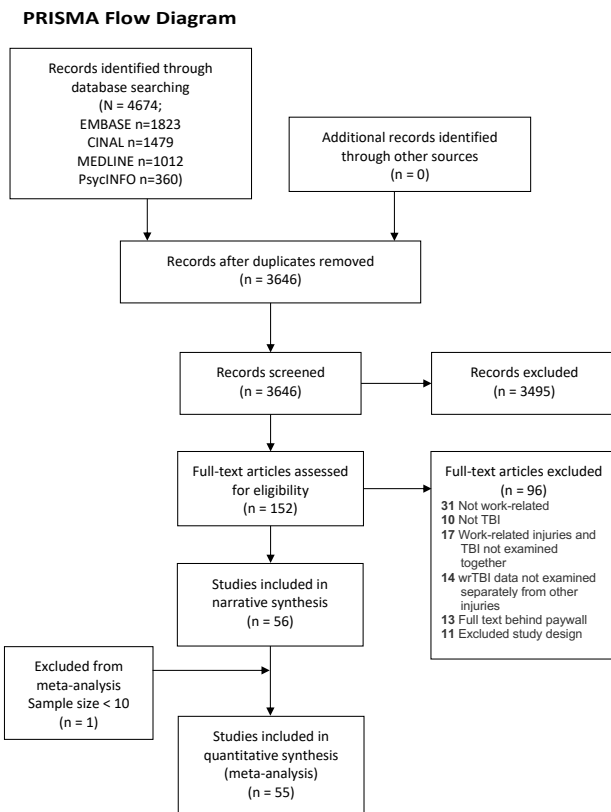 PRISMA Flow Diagram
Records identified through
database searching
(N = 4674;
EMBASE n=1823
CINAL n=1479
MEDLINE n=1012
PsycINFO n=360)
Additional records identified
through other sources
(n = 0)
Records after duplicates removed
(n = 3646)
Records screened
(n = 3646)
Records excluded
(n = 3495)
Full-text articles assessed
for eligibility
(n = 152)
Full-text articles excluded
(n = 96)
31 Not work-related
10 Not TBI
17 Work-related injuries and
TBI not examined
together
14 wrTBI data not examined
separately from other
injuries
13 Full text behind paywall
11 Excluded study design
Studies included in
narrative synthesis
(n = 56)
Excluded from
meta-analysis
Sample size < 10
(n = 1)
Studies included in
quantitative synthesis
(meta-analysis)
(n = 55)